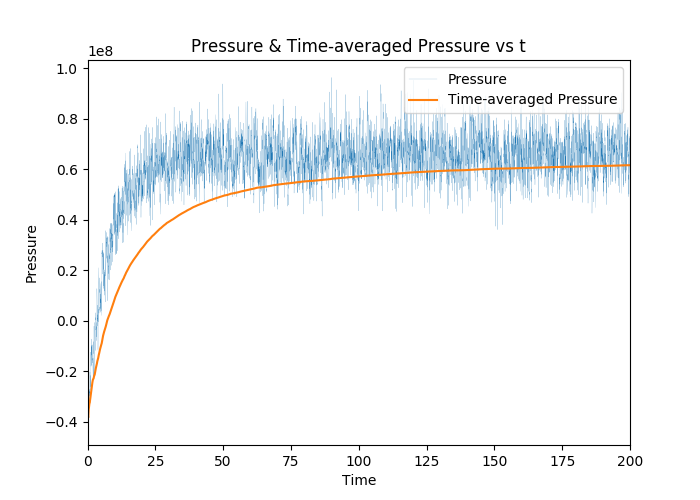 Pressure & Time-averaged Pressure vs t
1e8
Pressure
Time-averaged Pressure
1.0
0.8
0.6
0.4
0.2
0.0
−0.2
−0.4
Pressure
0 25 50 75 100 125 150 175 200
Time